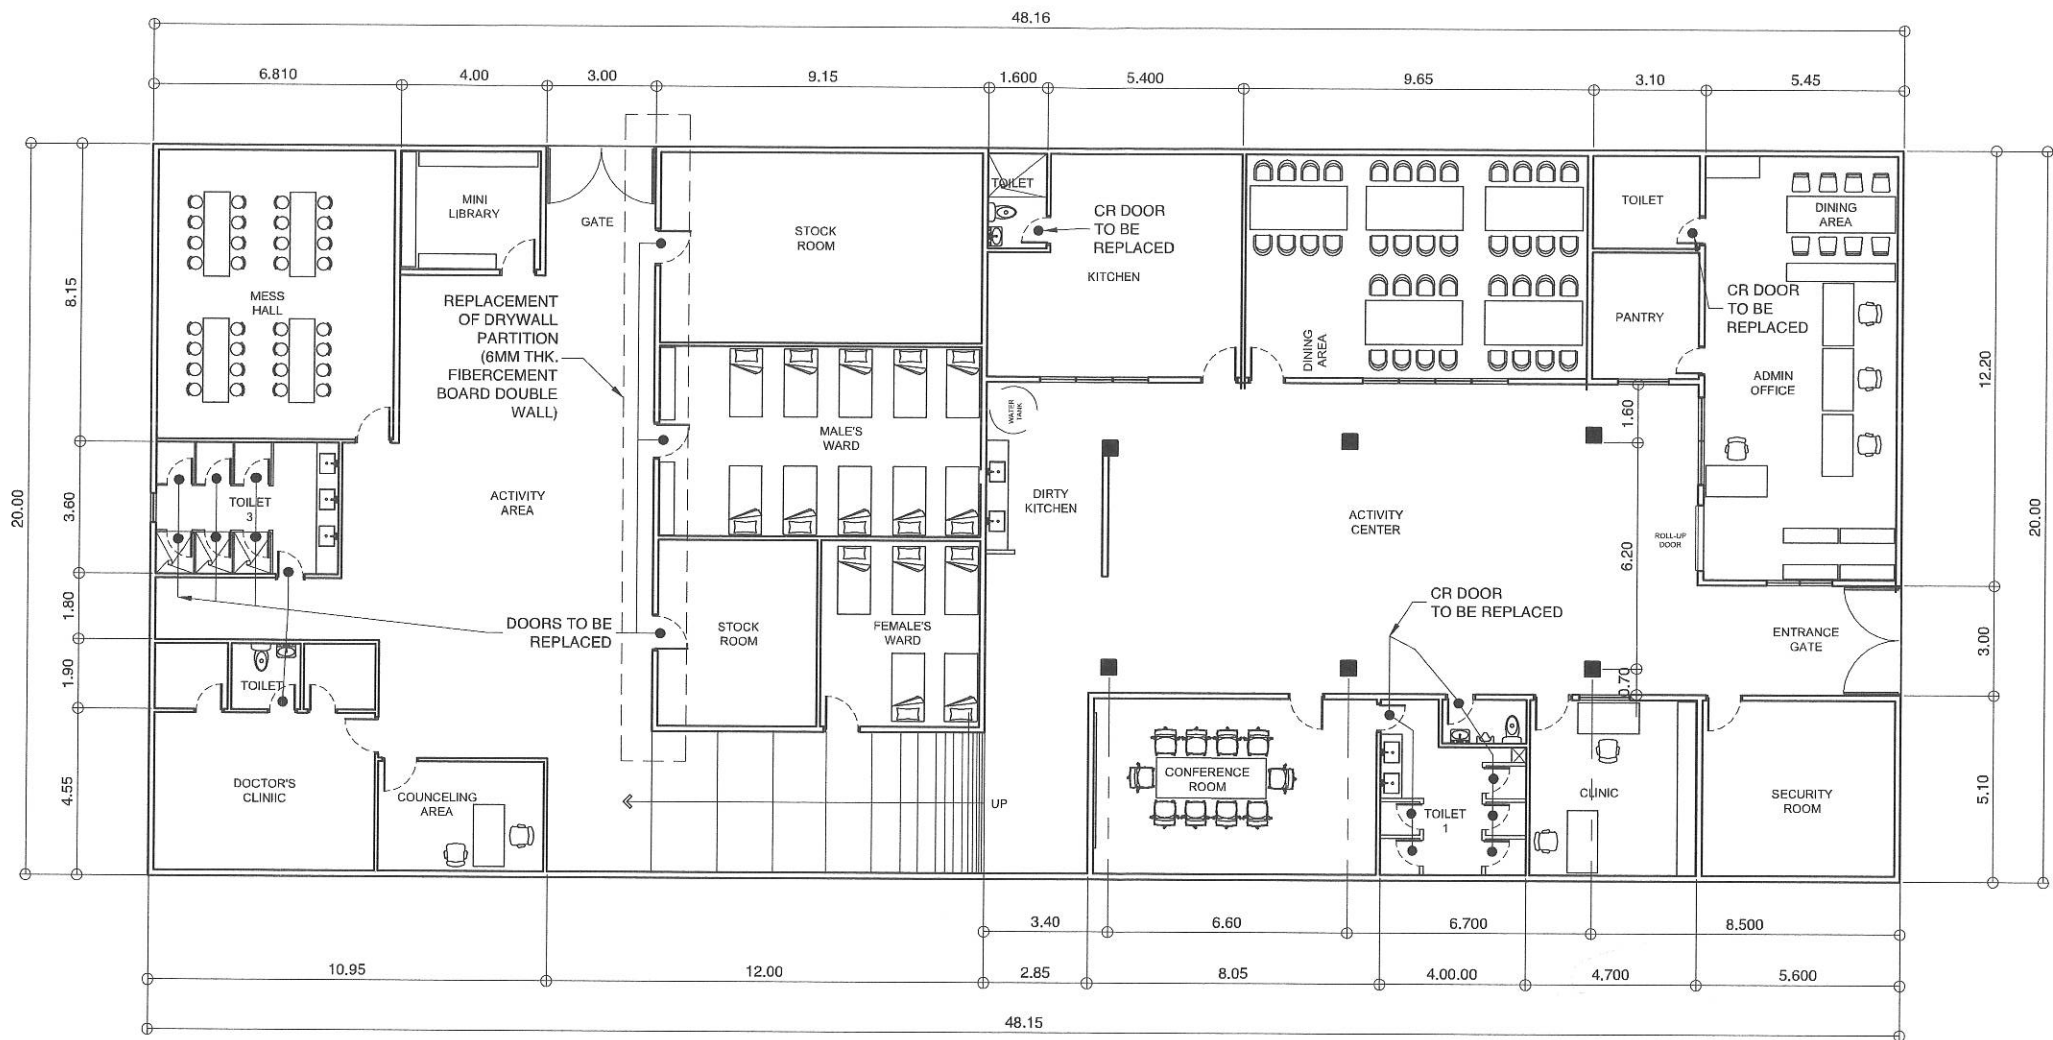 48.16
6.810
4.00
3.00
9.15
1.600
5.400
9.65
3.10
5.45
MINI
LIBRARY
GATE
STOCK
ROOM
TOILET
CR DOOR
TO BE
REPLACED
KITCHEN
TOILET
DINING
AREA
MESS
HALL
REPLACEMENT
OF DRYWALL
PARTITION
(6MM THK.
FIBERCEMENT
BOARD DOUBLE
WALL)
DINING
AREA
PANTRY
CR DOOR
TO BE
REPLACED
ADMIN
OFFICE
WATER
TANK
MALE'S
WARD
8.15
3.60
1.80
1.90
4.55
20.00
TOILET
3
ACTIVITY
AREA
DIRTY
KITCHEN
ACTIVITY
CENTER
1.60
6.20
0.70
ROLL-UP
DOOR
12.20
3.00
5.10
20.00
DOORS TO BE
REPLACED
STOCK
ROOM
FEMALE'S
WARD
CR DOOR
TO BE REPLACED
ENTRANCE
GATE
TOILET
DOCTOR'S
CLINIIC
COUNCELING
AREA
UP
CONFERENCE
ROOM
TOILET
1
CLINIC
SECURITY
ROOM
3.40
6.60
6.700
8.500
10.95
12.00
2.85
8.05
4.00.00
4.700
5.600
48.15